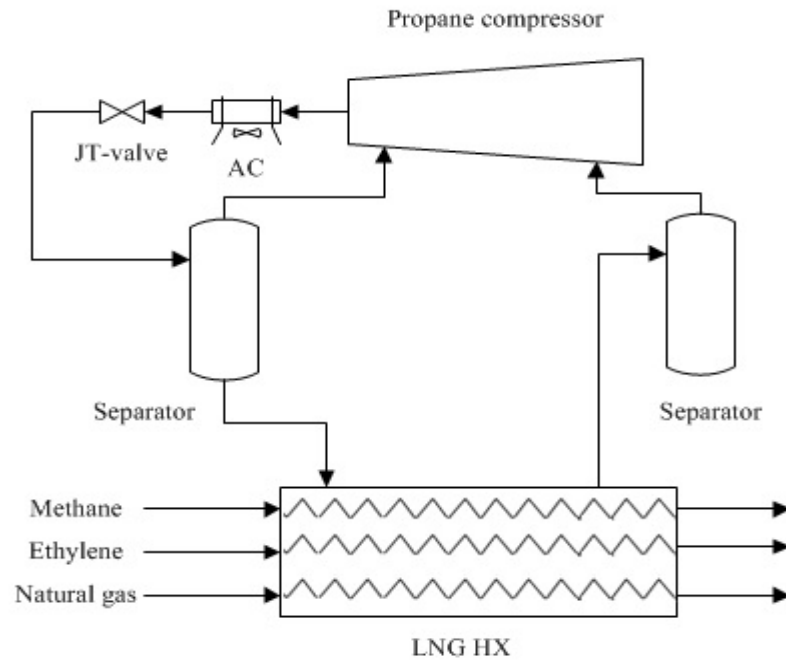 Propane compressor
JT-valve
AC
Separator
Separator
Methane
Ethylene
Natural gas
LNG HX